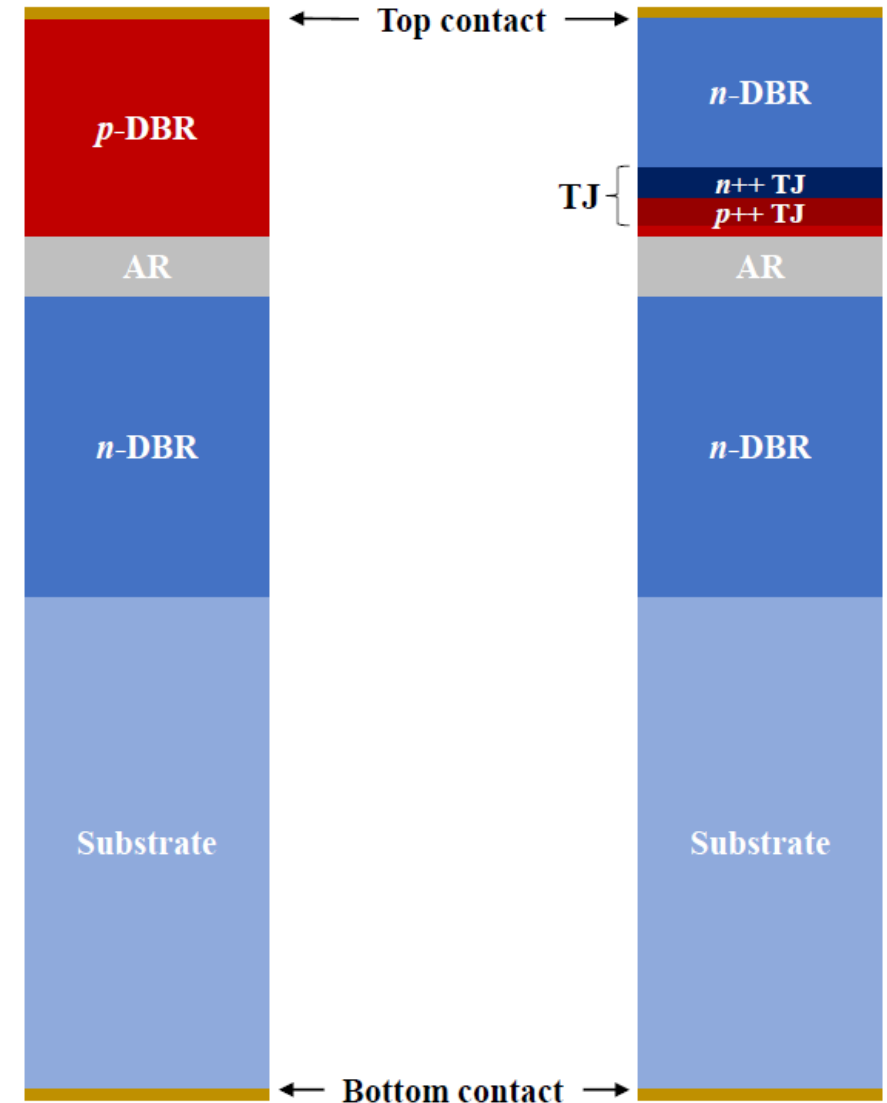 Top contact
p-DBR
AR
n-DBR
Substrate
n-DBR
TJ
n++ TJ
p++ TJ
AR
n-DBR
Substrate
Bottom contact